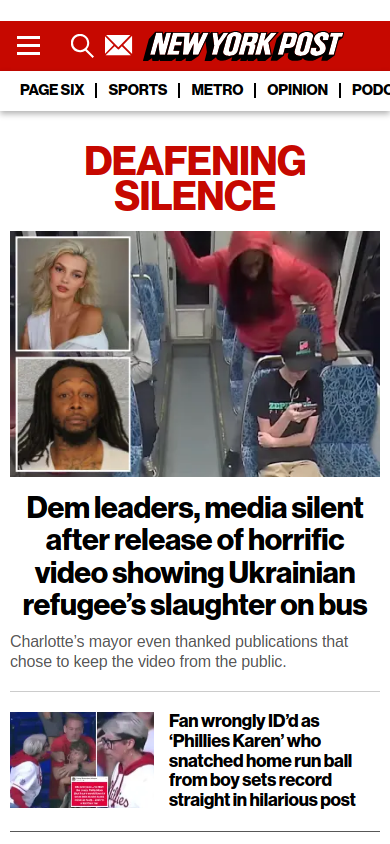 NEW YORK POST
PAGE SIX | SPORTS | METRO | OPINION | PODC
DEAFENING
SILENCE
Dem leaders, media silent
after release of horrific
video showing Ukrainian
refugee’s slaughter on bus
Charlotte’s mayor even thanked publications that
chose to keep the video from the public.
Fan wrongly ID’d as
‘Phillies Karen’ who
snatched home run ball
from boy sets record
straight in hilarious post